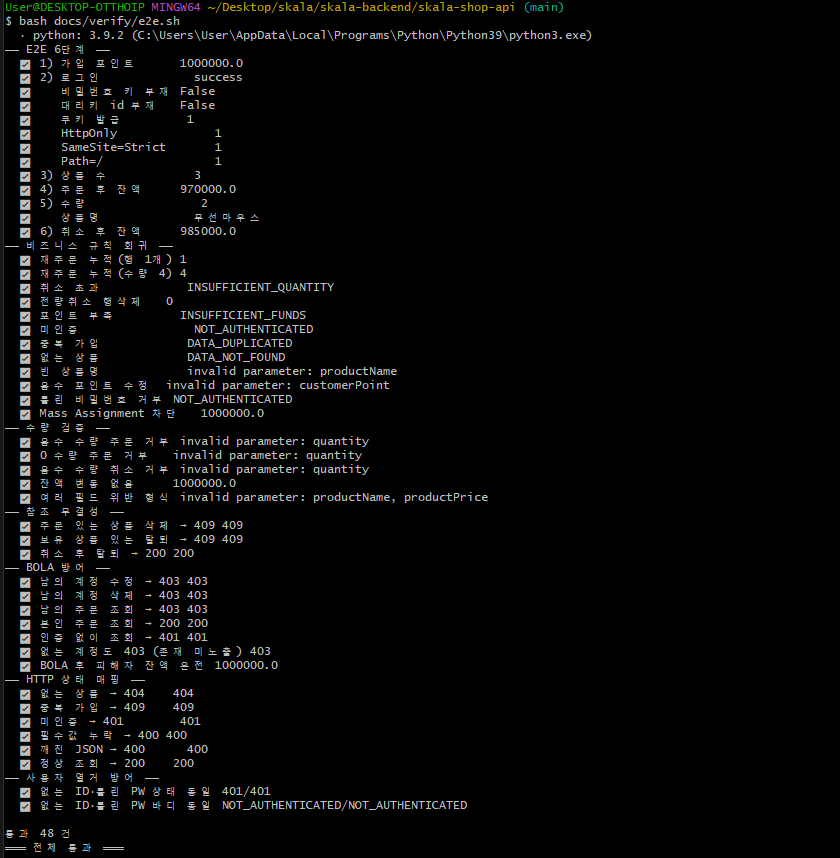 User@DESKTOP-OTTHOIP MINGW64 ~/Desktop/skala/skala-backend/skala-shop-api (main)
$ bash docs/verify/e2e.sh
· python: 3.9.2 (C:\Users\User\AppData\Local\Programs\Python\Python39\python3.exe)
── E2E 6단계 ──
✅ 1) 가입 포인트 1000000.0
✅ 2) 로그인 success
✅ 비밀번호 키 부재 False
✅ 대리키 id 부재 False
✅ 쿠키 발급 1
✅ HttpOnly 1
✅ SameSite=Strict 1
✅ Path=/ 1
✅ 3) 상품 수 3
✅ 4) 주문 후 잔액 970000.0
✅ 5) 수량 2
✅ 상품명 무선마우스
✅ 6) 취소 후 잔액 985000.0
── 비즈니스 규칙 회귀 ──
✅ 재주문 누적(행 1개) 1
✅ 재주문 누적(수량 4) 4
✅ 취소 초과 INSUFFICIENT_QUANTITY
✅ 전량취소 행삭제 0
✅ 포인트 부족 INSUFFICIENT_FUNDS
✅ 미인증 NOT_AUTHENTICATED
✅ 중복 가입 DATA_DUPLICATED
✅ 없는 상품 DATA_NOT_FOUND
✅ 빈 상품명 invalid parameter: productName
✅ 음수 포인트 수정 invalid parameter: customerPoint
✅ 틀린 비밀번호 거부 NOT_AUTHENTICATED
✅ Mass Assignment 차단 1000000.0
── 수량 검증 ──
✅ 음수 수량 주문 거부 invalid parameter: quantity
✅ 0 수량 주문 거부 invalid parameter: quantity
✅ 음수 수량 취소 거부 invalid parameter: quantity
✅ 잔액 변동 없음 1000000.0
✅ 여러 필드 위반 형식 invalid parameter: productName, productPrice
── 참조 무결성 ──
✅ 주문 있는 상품 삭제 → 409 409
✅ 보유 상품 있는 탈퇴 → 409 409
✅ 취소 후 탈퇴 → 200 200
── BOLA 방어 ──
✅ 남의 계정 수정 → 403 403
✅ 남의 계정 삭제 → 403 403
✅ 남의 주문 조회 → 403 403
✅ 본인 주문 조회 → 200 200
✅ 인증 없이 조회 → 401 401
✅ 없는 계정도 403 (존재 미노출) 403
✅ BOLA 후 피해자 잔액 온전 1000000.0
── HTTP 상태 매핑 ──
✅ 없는 상품 → 404 404
✅ 중복 가입 → 409 409
✅ 미인증 → 401 401
✅ 필수값 누락 → 400 400
✅ 깨진 JSON → 400 400
✅ 정상 조회 → 200 200
── 사용자 열거 방어 ──
✅ 없는 ID·틀린 PW 상태 동일 401/401
✅ 없는 ID·틀린 PW 바디 동일 NOT_AUTHENTICATED/NOT_AUTHENTICATED
통과 48 건
═══ 전체 통과 ═══